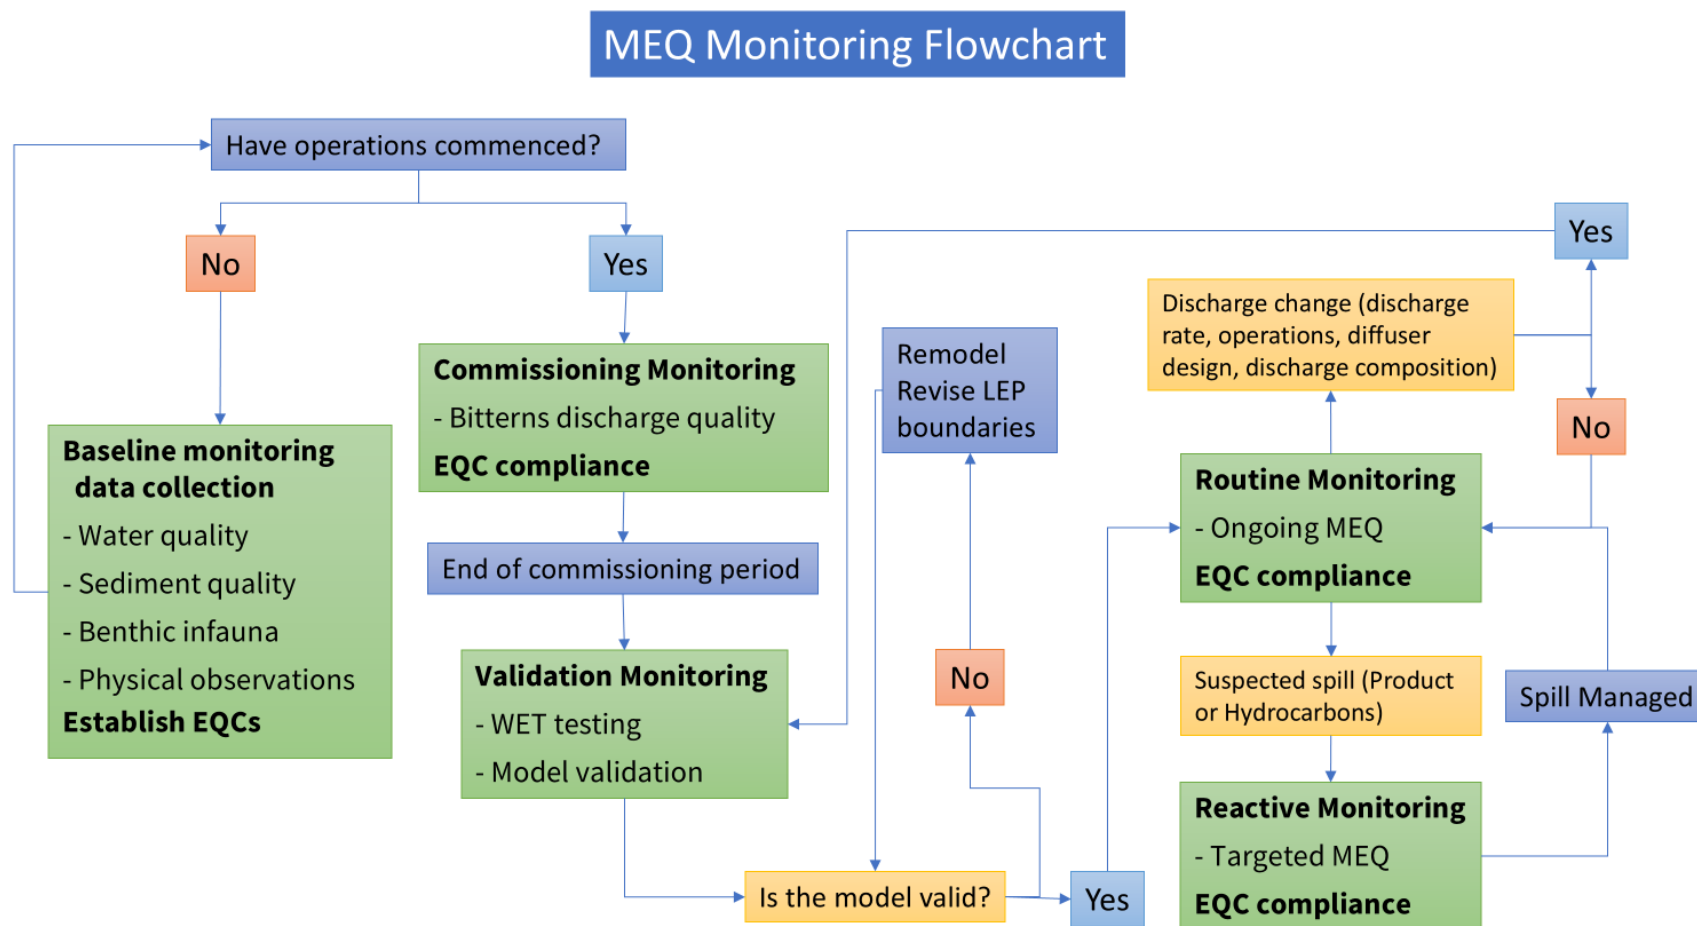 MEQ Monitoring Flowchart
Have operations commenced?
No
Yes
Baseline monitoring
data collection
- Water quality
- Sediment quality
- Benthic infauna
- Physical observations
Establish EQCs
Commissioning Monitoring
- Bitterns discharge quality
EQC compliance
End of commissioning period
Validation Monitoring
- WET testing
- Model validation
Is the model valid?
No
Remodel
Revise LEP
boundaries
Yes
Routine Monitoring
- Ongoing MEQ
EQC compliance
Discharge change (discharge
rate, operations, diffuser
design, discharge composition)
Yes
No
Suspected spill (Product
or Hydrocarbons)
Reactive Monitoring
- Targeted MEQ
EQC compliance
Spill Managed